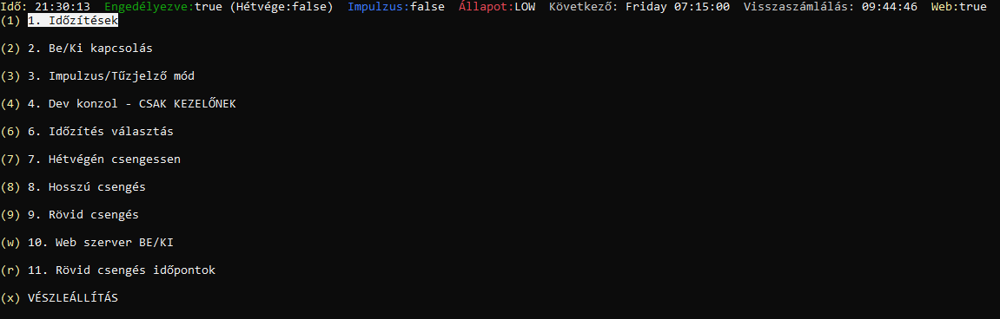 Idő: 21:30:13  Engedélyezve:true (Hétvége:false)  Impulzus:false  Állapot:LOW  Következő: Friday 07:15:00  Visszaszámlálás: 09:44:46  Web:true
(1) 1. Időzítések
(2) 2. Be/Ki kapcsolás
(3) 3. Impulzus/Tűzjelző mód
(4) 4. Dev konzol - CSAK KEZELŐNEK
(6) 6. Időzítés választás
(7) 7. Hétvégén csengessen
(8) 8. Hosszú csengés
(9) 9. Rövid csengés
(w) 10. Web szerver BE/KI
(r) 11. Rövid csengés időpontok
(x) VÉSZLEÁLLÍTÁS